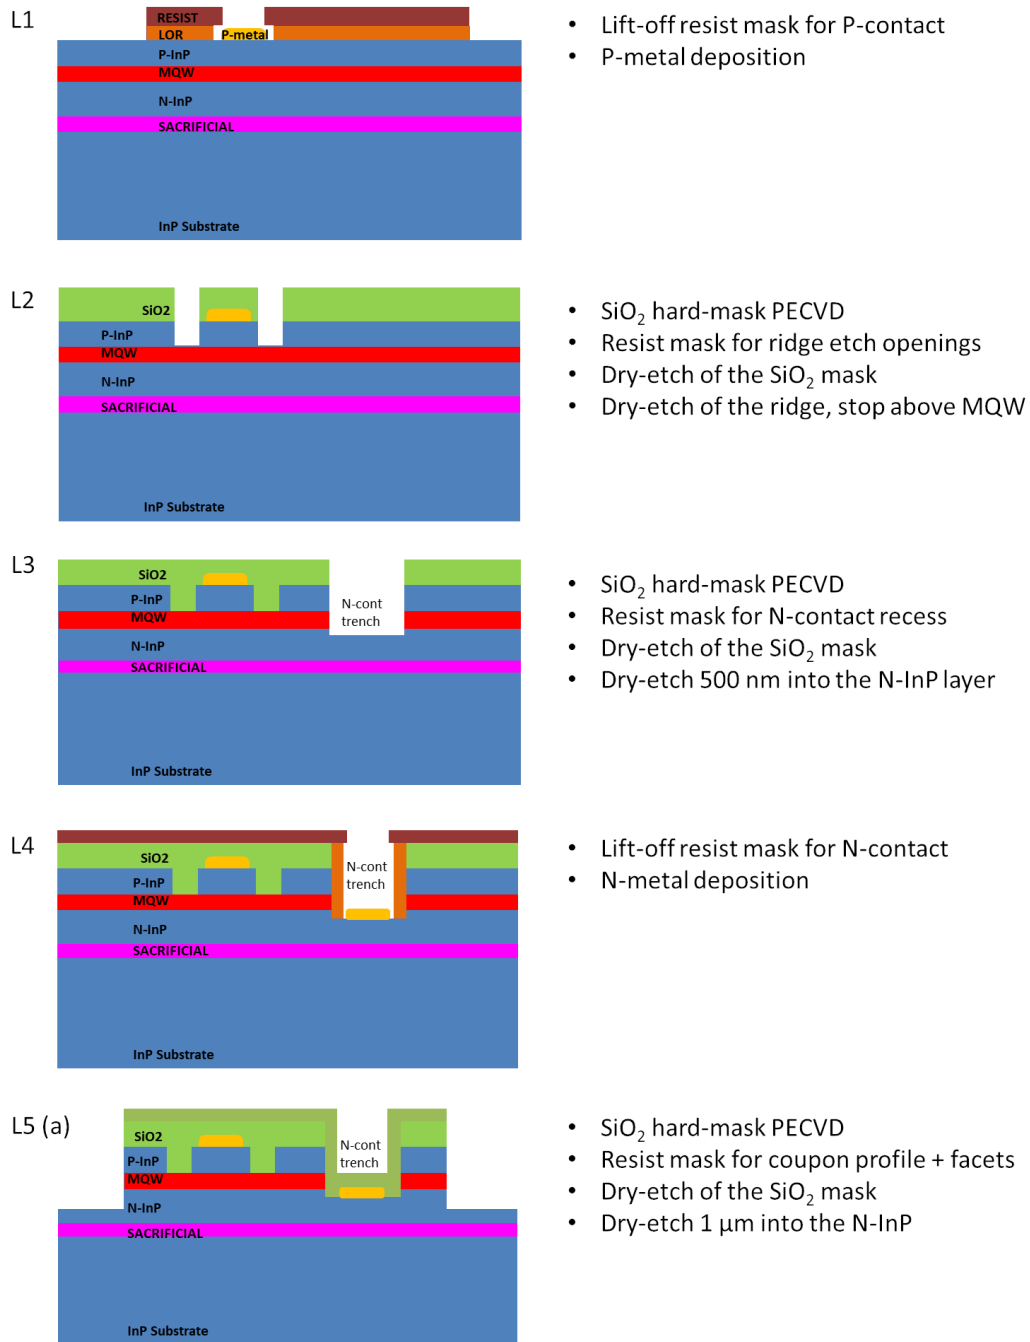 L1
RESIST
LOR
P-metal
P-InP
MQW
N-InP
SACRIFICIAL
InP Substrate
• Lift-off resist mask for P-contact
• P-metal deposition
L2
SiO2
P-InP
MQW
N-InP
SACRIFICIAL
InP Substrate
• SiO₂ hard-mask PECVD
• Resist mask for ridge etch openings
• Dry-etch of the SiO₂ mask
• Dry-etch of the ridge, stop above MQW
L3
SiO2
P-InP
MQW
N-cont
trench
N-InP
SACRIFICIAL
InP Substrate
• SiO₂ hard-mask PECVD
• Resist mask for N-contact recess
• Dry-etch of the SiO₂ mask
• Dry-etch 500 nm into the N-InP layer
L4
SiO2
P-InP
MQW
N-cont
trench
N-InP
SACRIFICIAL
InP Substrate
• Lift-off resist mask for N-contact
• N-metal deposition
L5 (a)
SiO2
P-InP
MQW
N-cont
trench
N-InP
SACRIFICIAL
InP Substrate
• SiO₂ hard-mask PECVD
• Resist mask for coupon profile + facets
• Dry-etch of the SiO₂ mask
• Dry-etch 1 µm into the N-InP